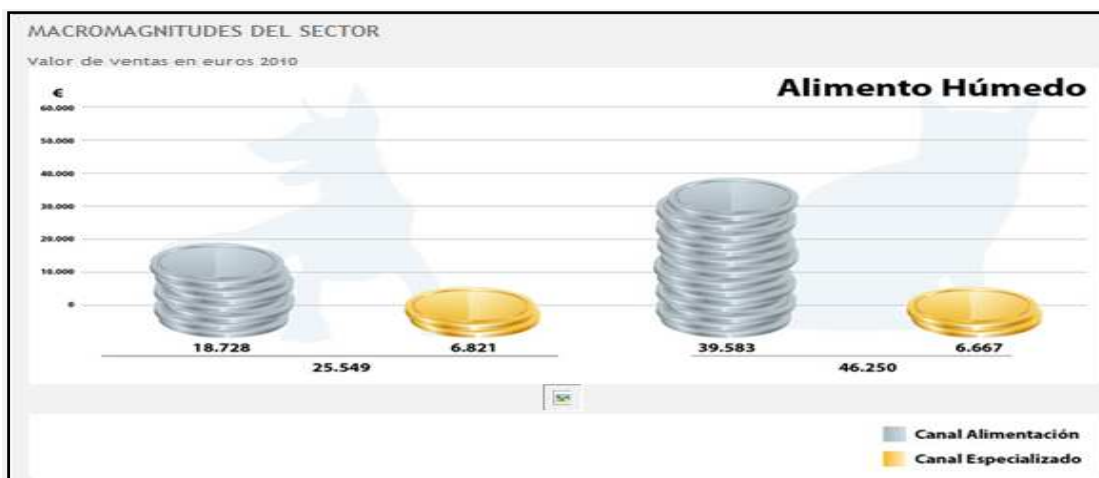 MACROMAGNITUDES DEL SECTOR
Valor de ventas en euros 2010
Alimento Húmedo
€
60.000
50.000
40.000
30.000
20.000
10.000
0
18.728 6.821 39.583 6.667
25.549 46.250
Canal Alimentación
Canal Especializado